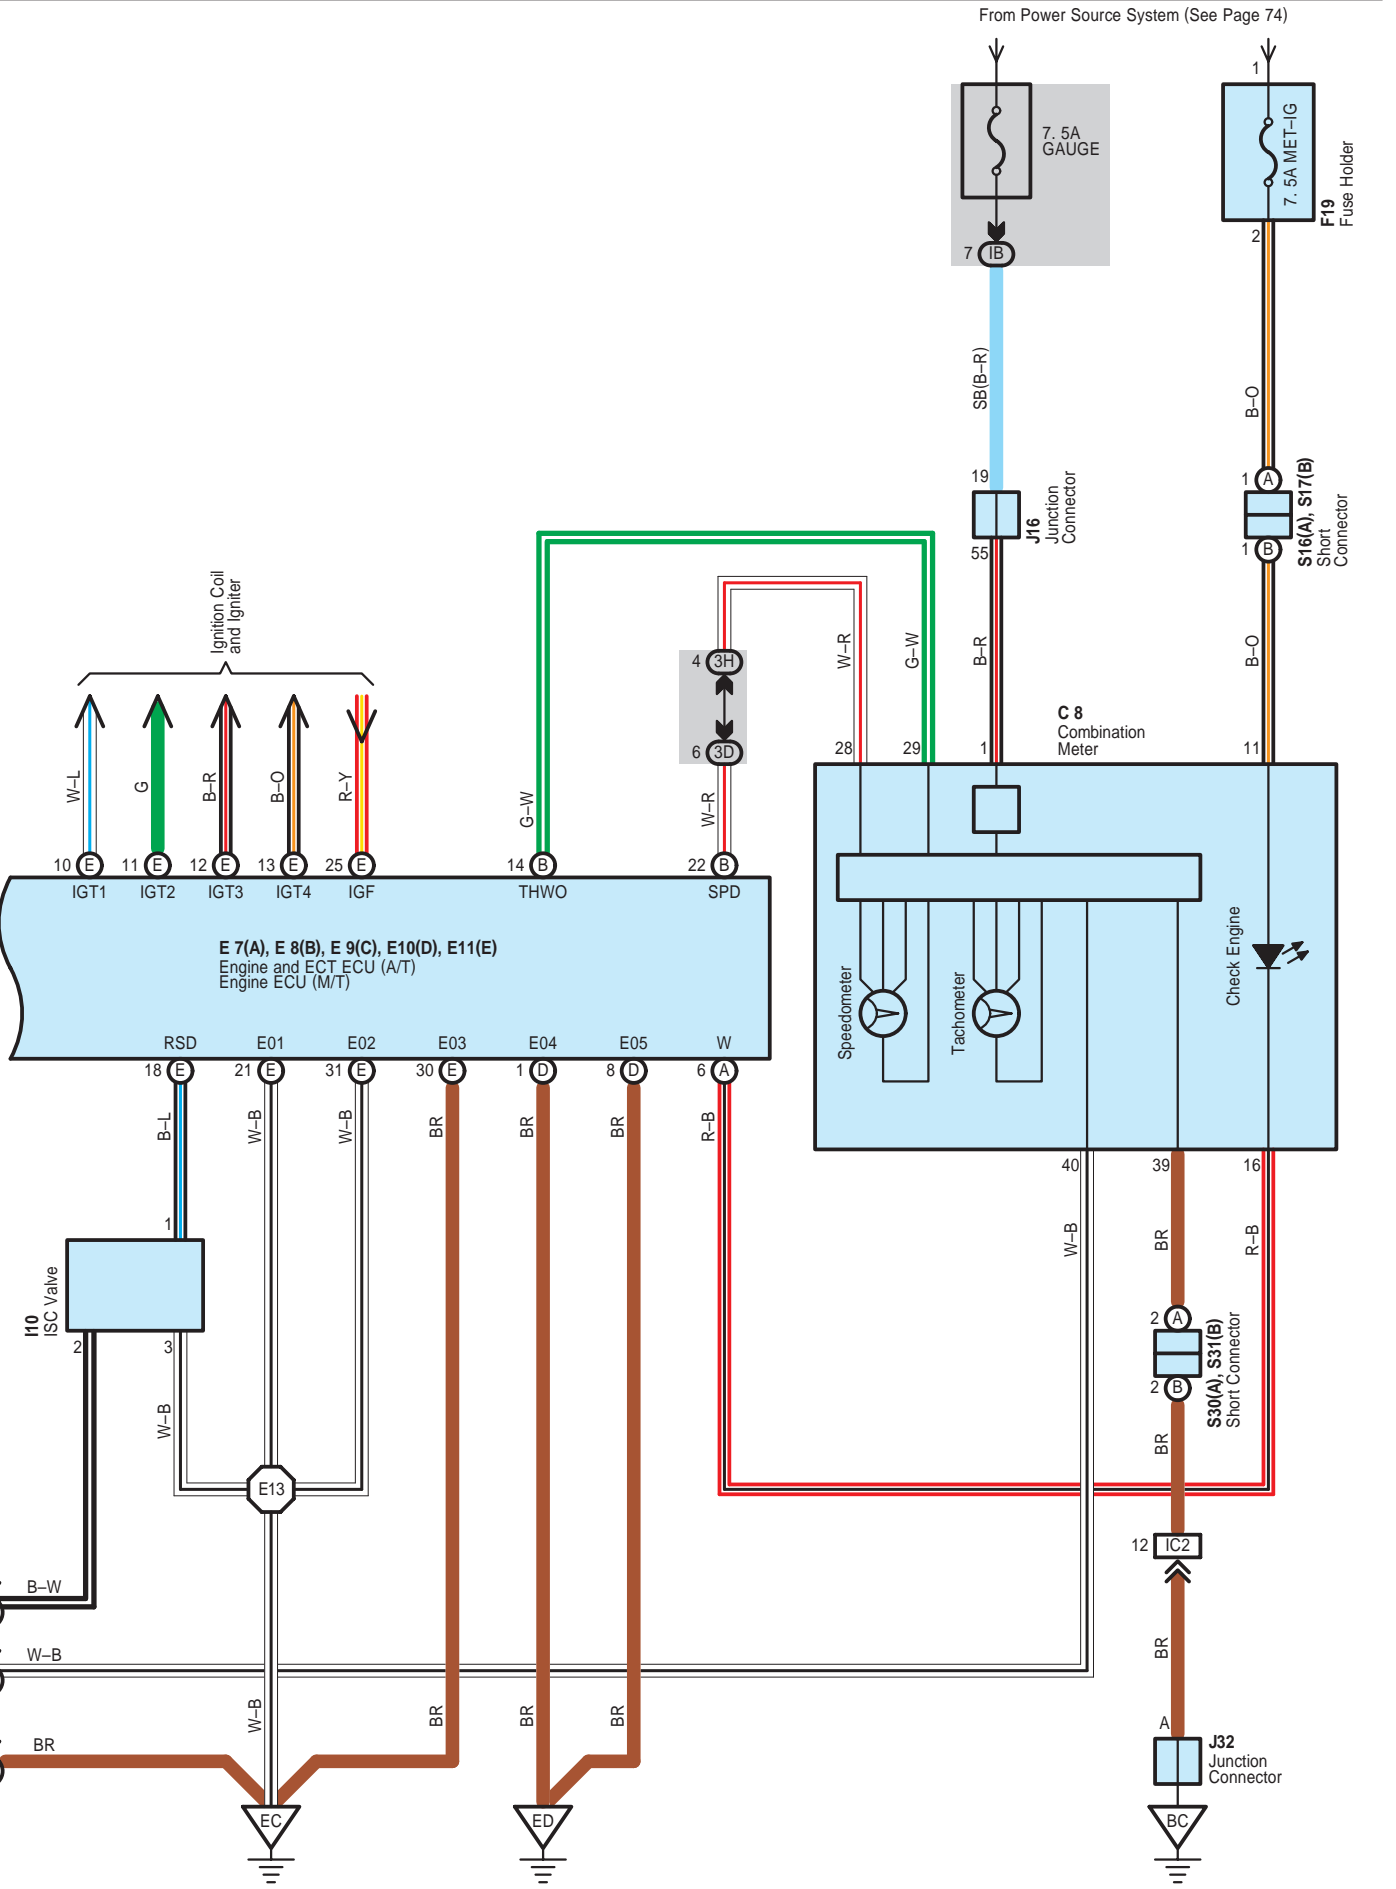 From Power Source System (See Page 74)
1
7. 5A
GAUGE
7. 5A MET–IG
F19
Fuse Holder
7
IB
2
SB(B–R)
B–O
19
J16
Junction
Connector
55
1
A
S16(A), S17(B)
Short
Connector
1
B
Ignition Coil
and Igniter
W–R
G–W
B–R
B–O
4
3H
6
3D
C 8
Combination
Meter
28
29
1
11
W–L
G
B–R
B–O
R–Y
G–W
W–R
10
E
11
E
12
E
13
E
25
E
14
B
22
B
IGT1
IGT2
IGT3
IGT4
IGF
THWO
SPD
E 7(A), E 8(B), E 9(C), E10(D), E11(E)
Engine and ECT ECU (A/T)
Engine ECU (M/T)
Speedometer
Tachometer
Check Engine
RSD
E01
E02
E03
E04
E05
W
18
E
21
E
31
E
30
E
1
D
8
D
6
A
B–L
W–B
W–B
BR
BR
BR
R–B
40
39
16
W–B
BR
R–B
1
I10
ISC Valve
2
3
2
A
S30(A), S31(B)
Short Connector
2
B
W–B
BR
E13
12
IC2
B–W
W–B
BR
W–B
BR
BR
BR
BR
A
J32
Junction
Connector
EC
ED
BC